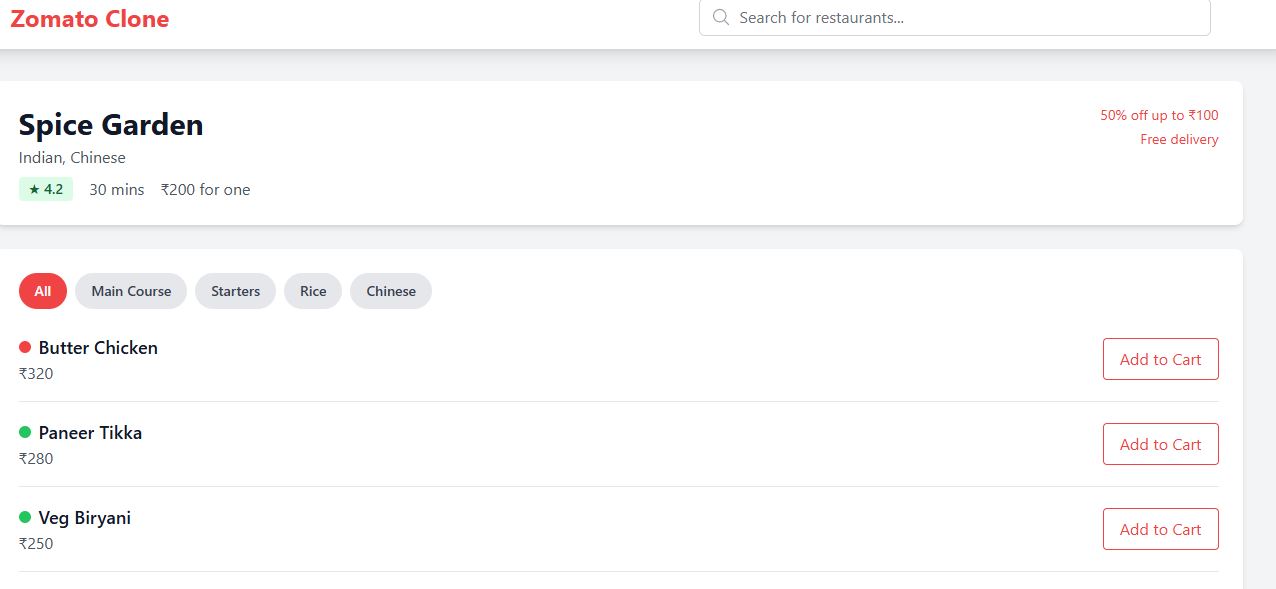 Zomato Clone
Search for restaurants...
Spice Garden
50% off up to ₹100
Indian, Chinese
Free delivery
★ 4.2 30 mins ₹200 for one
All Main Course Starters Rice Chinese
Butter Chicken
₹320
Add to Cart
Paneer Tikka
₹280
Add to Cart
Veg Biryani
₹250
Add to Cart